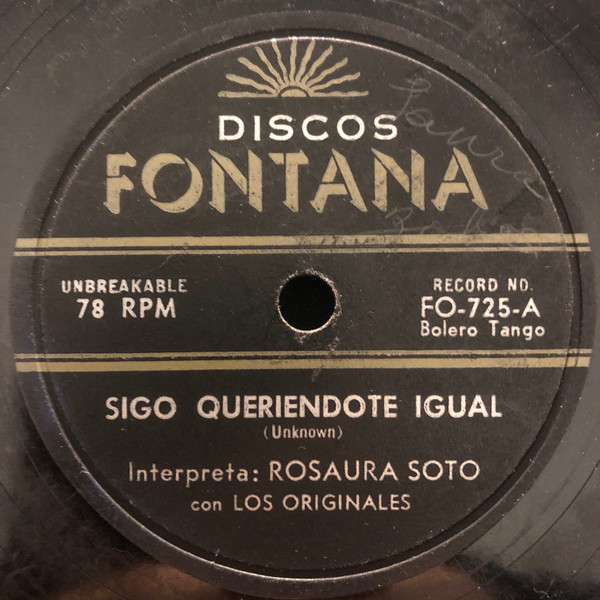 DISCOS
FONTANA
UNBREAKABLE
78 RPM
RECORD NO.
FO-725-A
Bolero Tango
SIGO QUERIENDOTE IGUAL
(Unknown)
Interpreta: ROSAURA SOTO
con LOS ORIGINALES
Laura